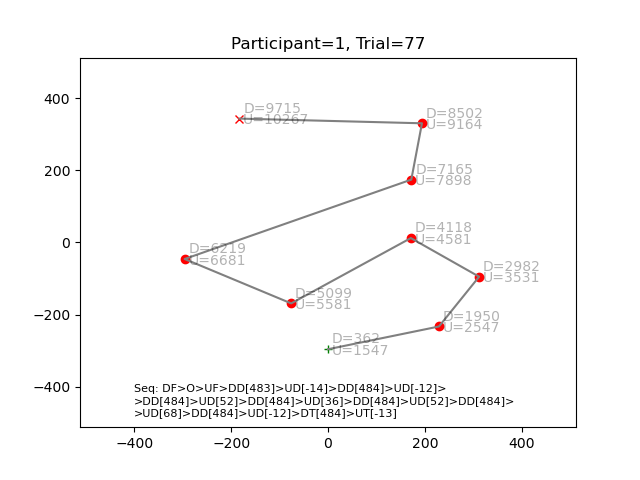 Participant=1, Trial=77
400
200
0
−200
−400
D=9715
U=10267
D=8502
U=9164
D=7165
U=7898
D=6219
U=6681
D=4118
U=4581
D=2982
U=3531
D=5099
U=5581
D=1950
U=2547
D=362
U=1547
Seq: DF>O>UF>DD[483]>UD[-14]>DD[484]>UD[-12]>
>DD[484]>UD[52]>DD[484]>UD[36]>DD[484]>UD[52]>DD[484]>
>UD[68]>DD[484]>UD[-12]>DT[484]>UT[-13]
−400
−200
0
200
400